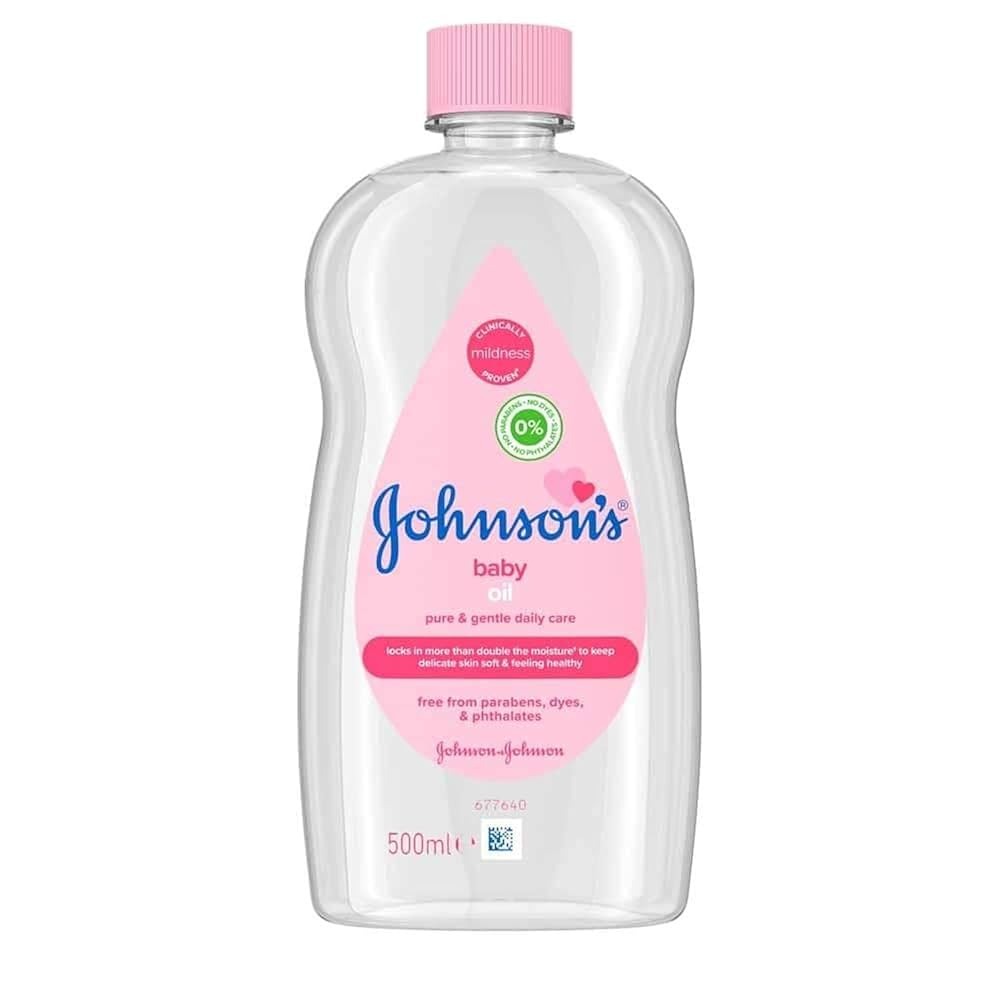 CLINICALLY
mildness
PROVEN*
NO PARABENS • NO DYES • NO PHTHALATES •
0%
Johnson's®
baby
oil
pure & gentle daily care
locks in more than double the moisture† to keep
delicate skin soft & feeling healthy
free from parabens, dyes,
& phthalates
Johnson+Johnson
677640
500ml e